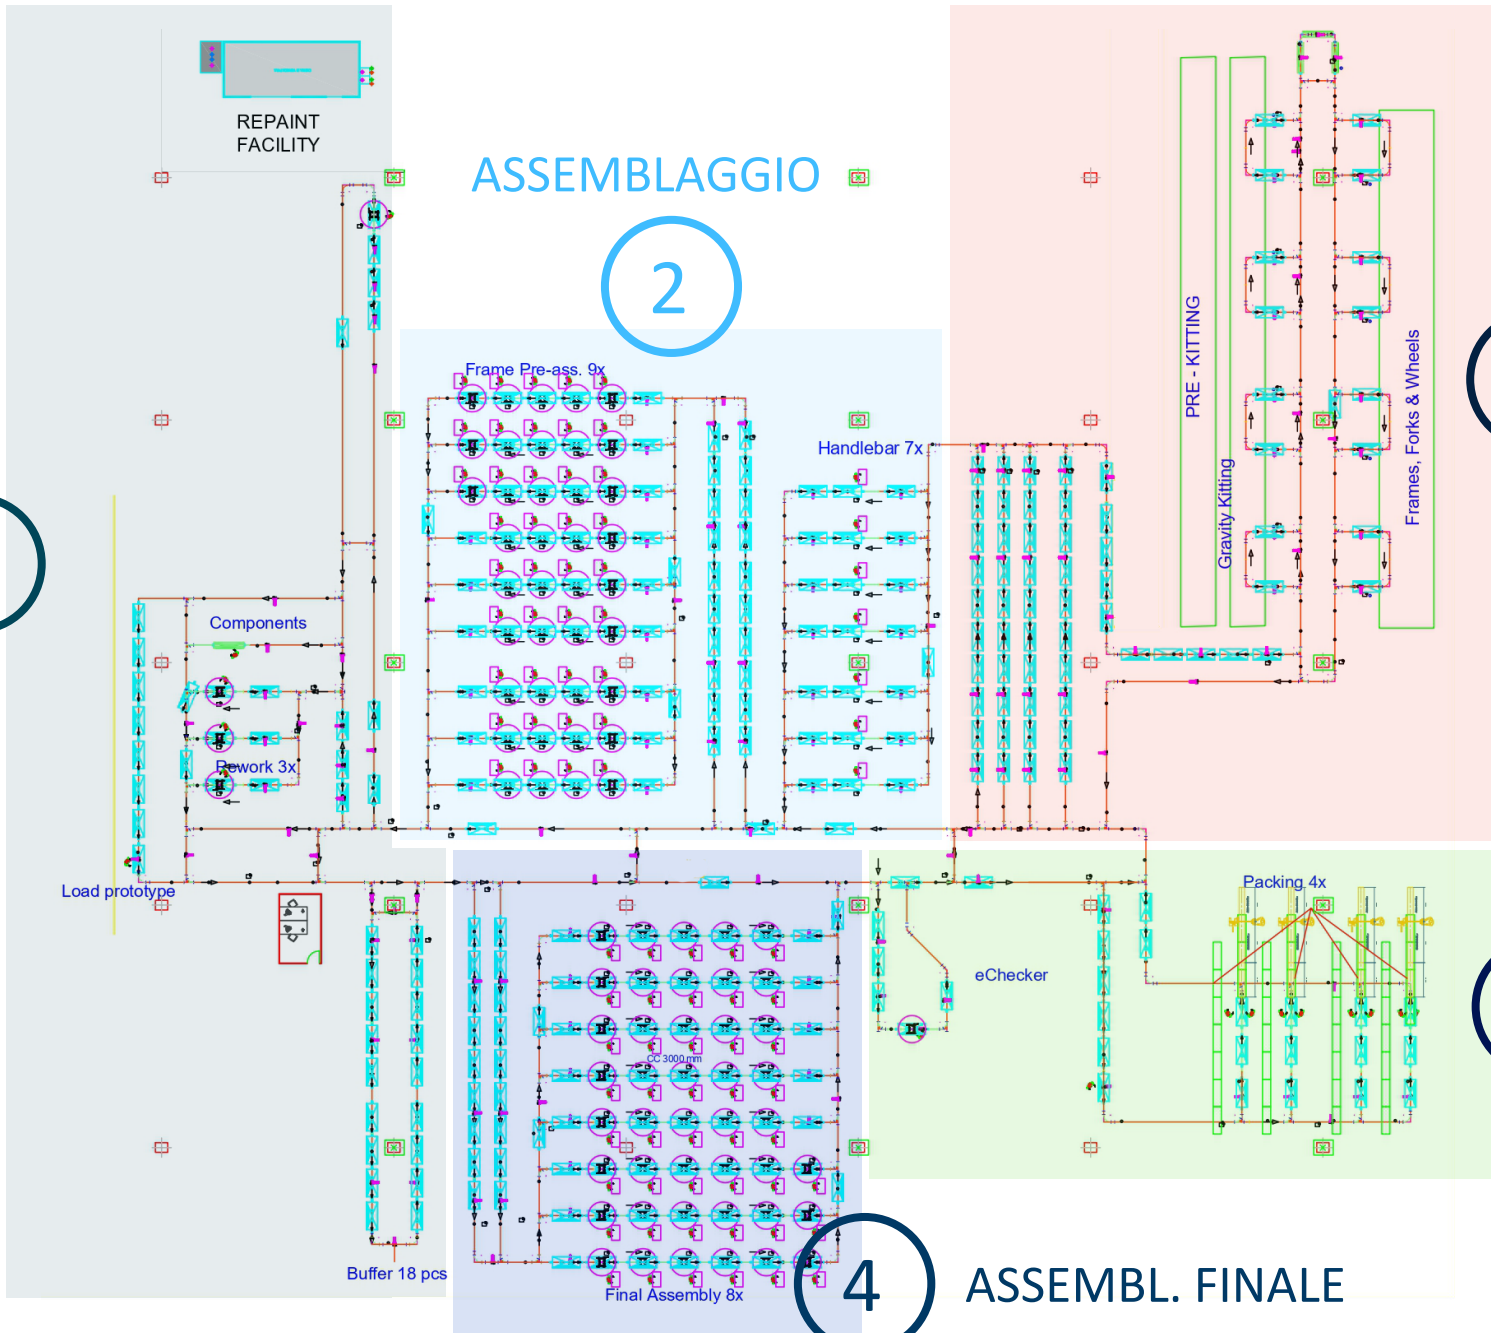 REPAINT
FACILITY
ASSEMBLAGGIO
2
Frame Pre-ass. 9x
Handlebar 7x
PRE - KITTING
Gravity Kitting
Frames, Forks & Wheels
Components
Rework 3x
Load prototype
Packing 4x
eChecker
CC 3000 mm
Buffer 18 pcs
Final Assembly 8x
4
ASSEMBL. FINALE